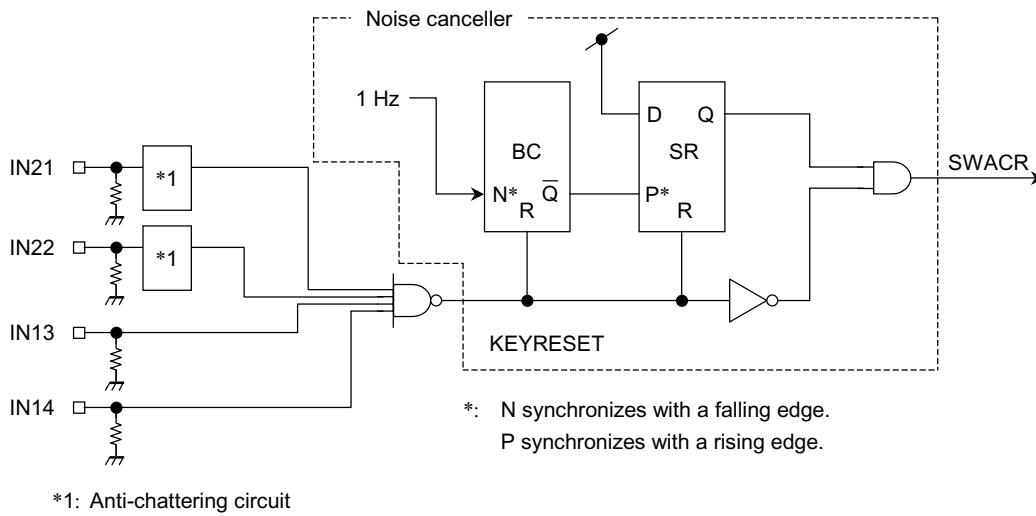 Noise canceller
1 Hz
D Q
BC
SR
IN21
*1
SWACR
N* Q̅
P*
R
R
IN22
*1
IN13
KEYRESET
IN14
*: N synchronizes with a falling edge.
P synchronizes with a rising edge.
*1: Anti-chattering circuit